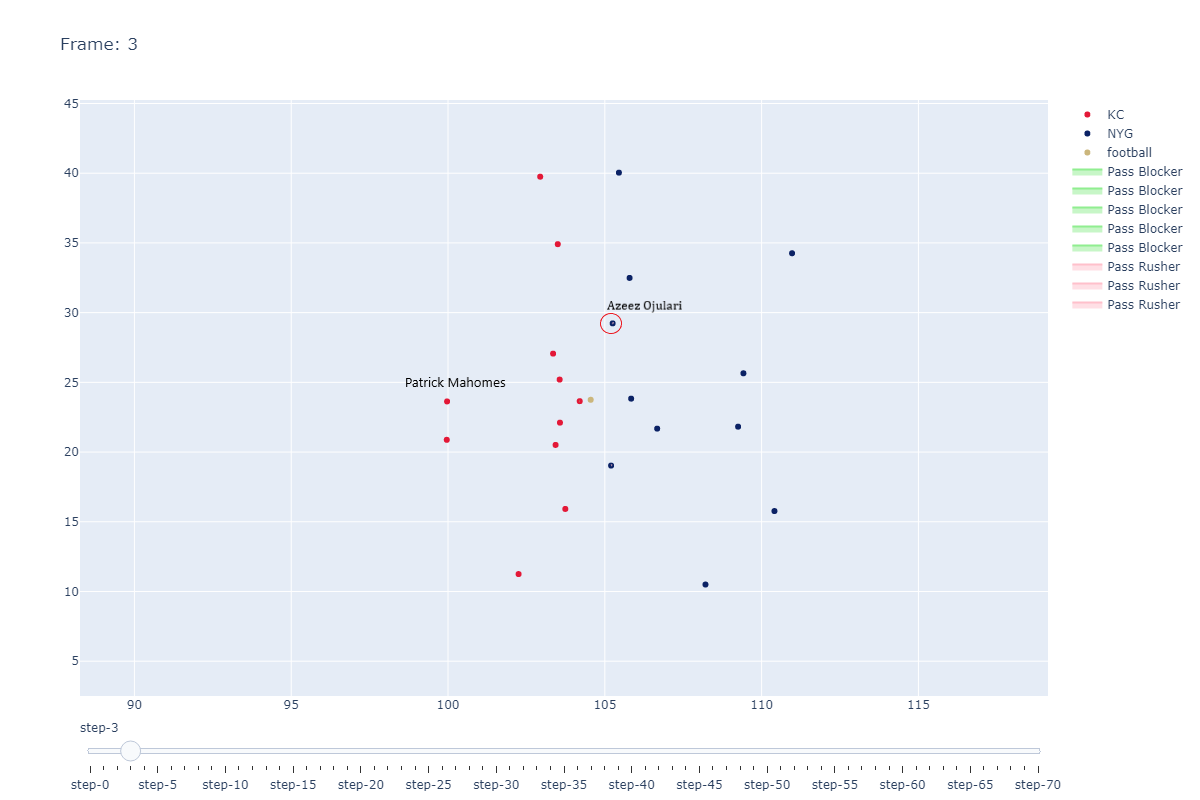 Frame: 3
45
40
35
30
25
20
15
10
5
90
95
100
105
110
115
Azeez Ojulari
Patrick Mahomes
KC
NYG
football
Pass Blocker
Pass Blocker
Pass Blocker
Pass Blocker
Pass Blocker
Pass Rusher
Pass Rusher
Pass Rusher
step-3
step-0 step-5 step-10 step-15 step-20 step-25 step-30 step-35 step-40 step-45 step-50 step-55 step-60 step-65 step-70